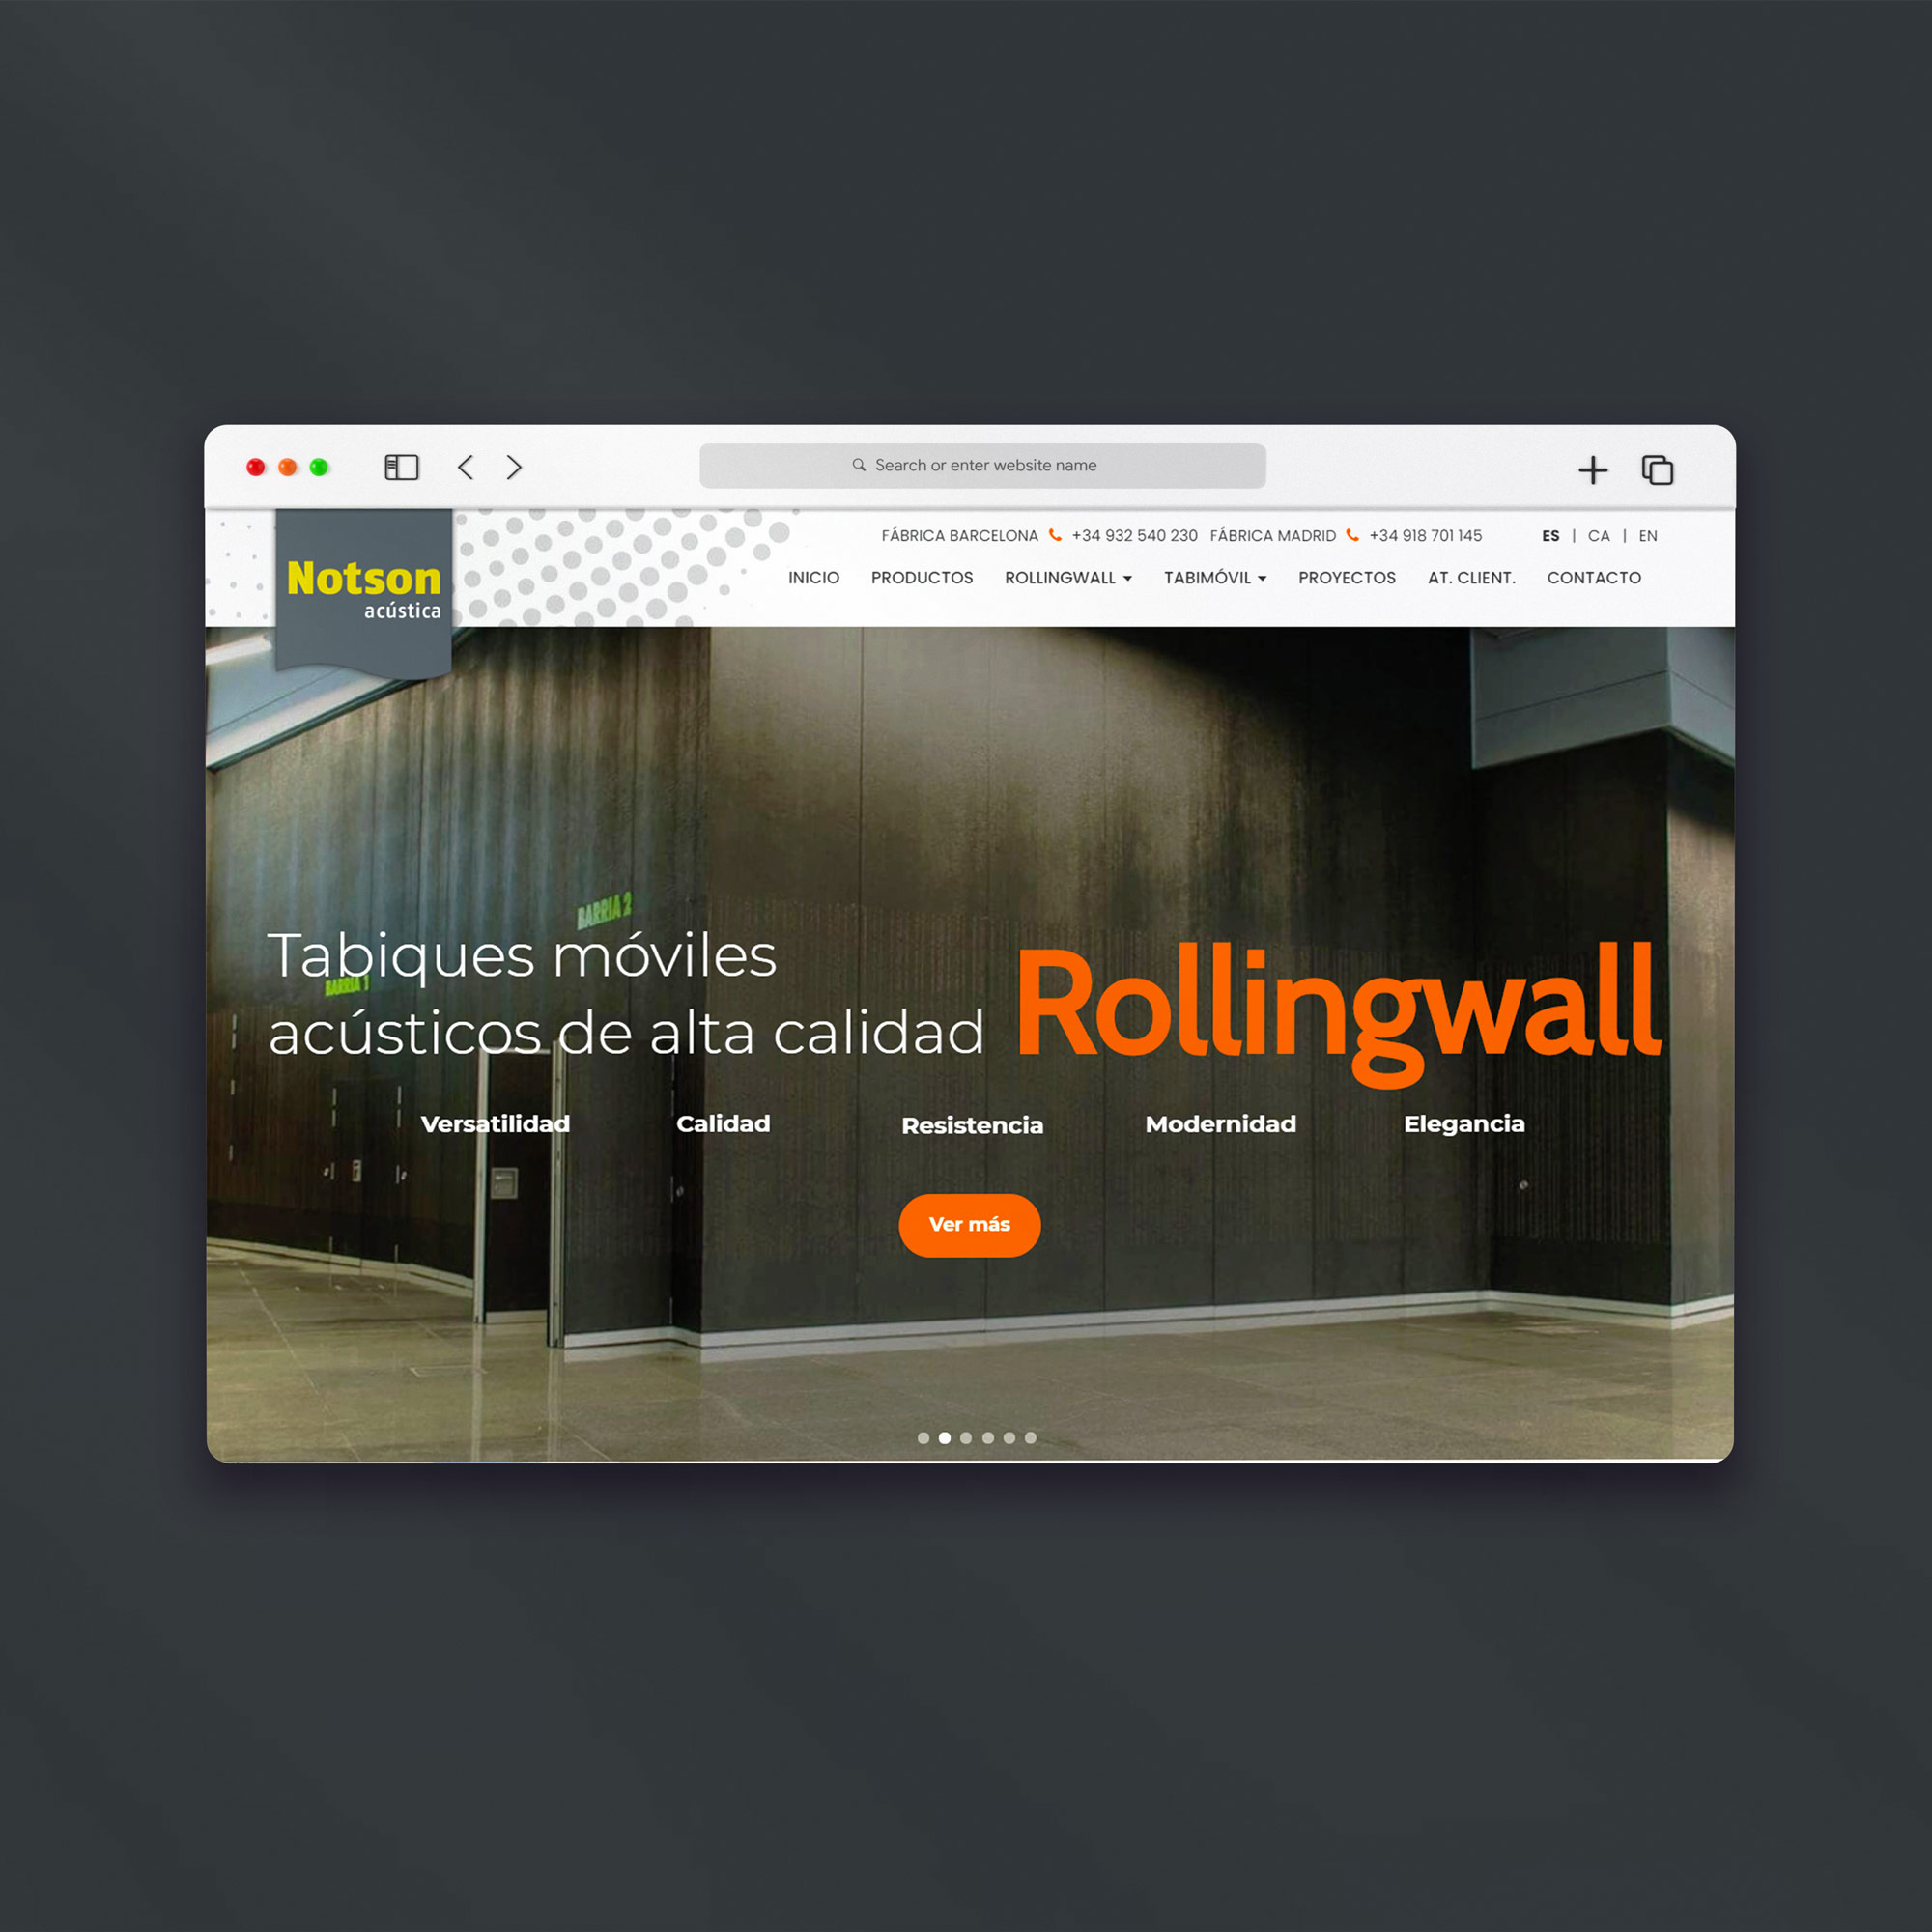 Search or enter website name
Notson
acústica
FÁBRICA BARCELONA +34 932 540 230 FÁBRICA MADRID +34 918 701 145 ES | CA | EN
INICIO PRODUCTOS ROLLINGWALL TABIMÓVIL PROYECTOS AT. CLIENT. CONTACTO
BARRIA 2
BARRIA 1
Tabiques móviles
acústicos de alta calidad
Rollingwall
Versatilidad Calidad Resistencia Modernidad Elegancia
Ver más